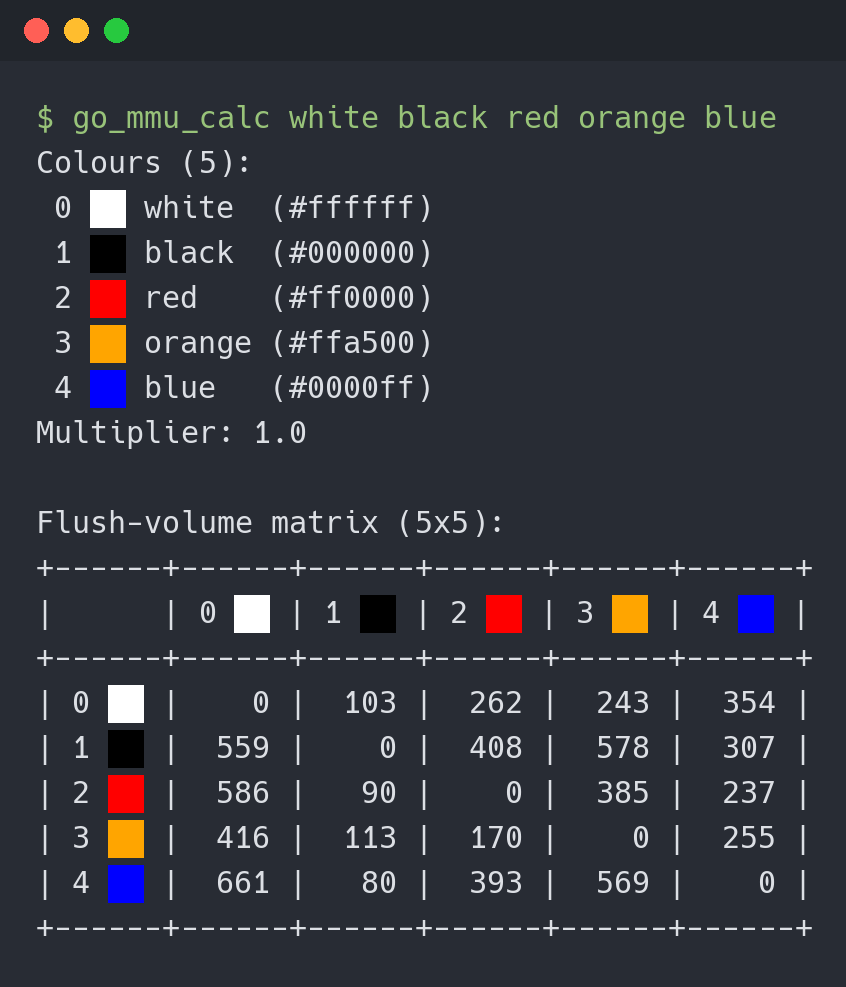 $ go_mmu_calc white black red orange blue
Colours (5):
0 white (#ffffff)
1 black (#000000)
2 red (#ff0000)
3 orange (#ffa500)
4 blue (#0000ff)
Multiplier: 1.0
Flush-volume matrix (5x5):
+------+------+------+------+------+------+
| | 0 | 1 | 2 | 3 | 4 |
+------+------+------+------+------+------+
| 0 | 0 | 103 | 262 | 243 | 354 |
| 1 | 559 | 0 | 408 | 578 | 307 |
| 2 | 586 | 90 | 0 | 385 | 237 |
| 3 | 416 | 113 | 170 | 0 | 255 |
| 4 | 661 | 80 | 393 | 569 | 0 |
+------+------+------+------+------+------+